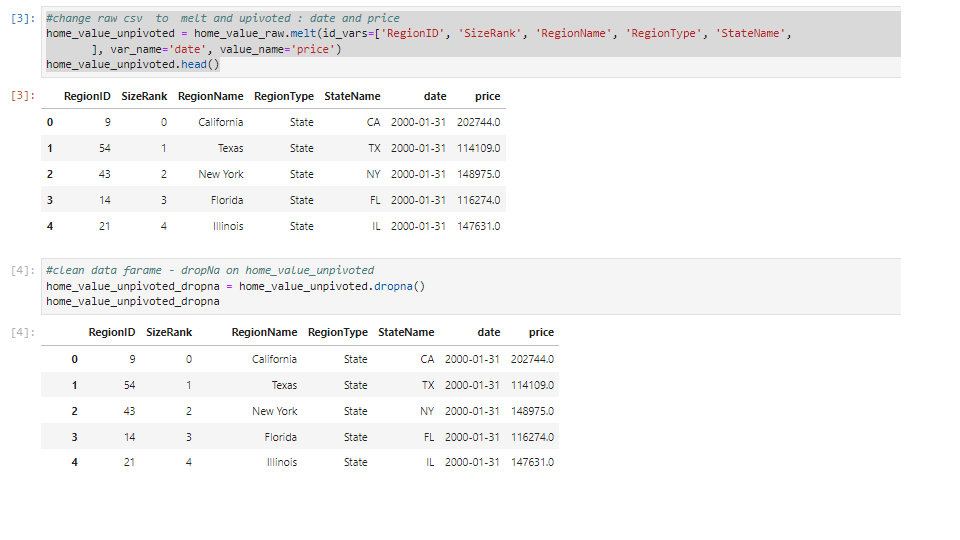 [3]: #change raw csv  to  melt and upivoted : date and price
home_value_unpivoted = home_value_raw.melt(id_vars=['RegionID', 'SizeRank', 'RegionName', 'RegionType', 'StateName',
], var_name='date', value_name='price')
home_value_unpivoted.head()
[3]: RegionID SizeRank RegionName RegionType StateName date price
0 9 0 California State CA 2000-01-31 202744.0
1 54 1 Texas State TX 2000-01-31 114109.0
2 43 2 New York State NY 2000-01-31 148975.0
3 14 3 Florida State FL 2000-01-31 116274.0
4 21 4 Illinois State IL 2000-01-31 147631.0
[4]: #clean data farame - dropNa on home_value_unpivoted
home_value_unpivoted_dropna = home_value_unpivoted.dropna()
home_value_unpivoted_dropna
[4]: RegionID SizeRank RegionName RegionType StateName date price
0 9 0 California State CA 2000-01-31 202744.0
1 54 1 Texas State TX 2000-01-31 114109.0
2 43 2 New York State NY 2000-01-31 148975.0
3 14 3 Florida State FL 2000-01-31 116274.0
4 21 4 Illinois State IL 2000-01-31 147631.0